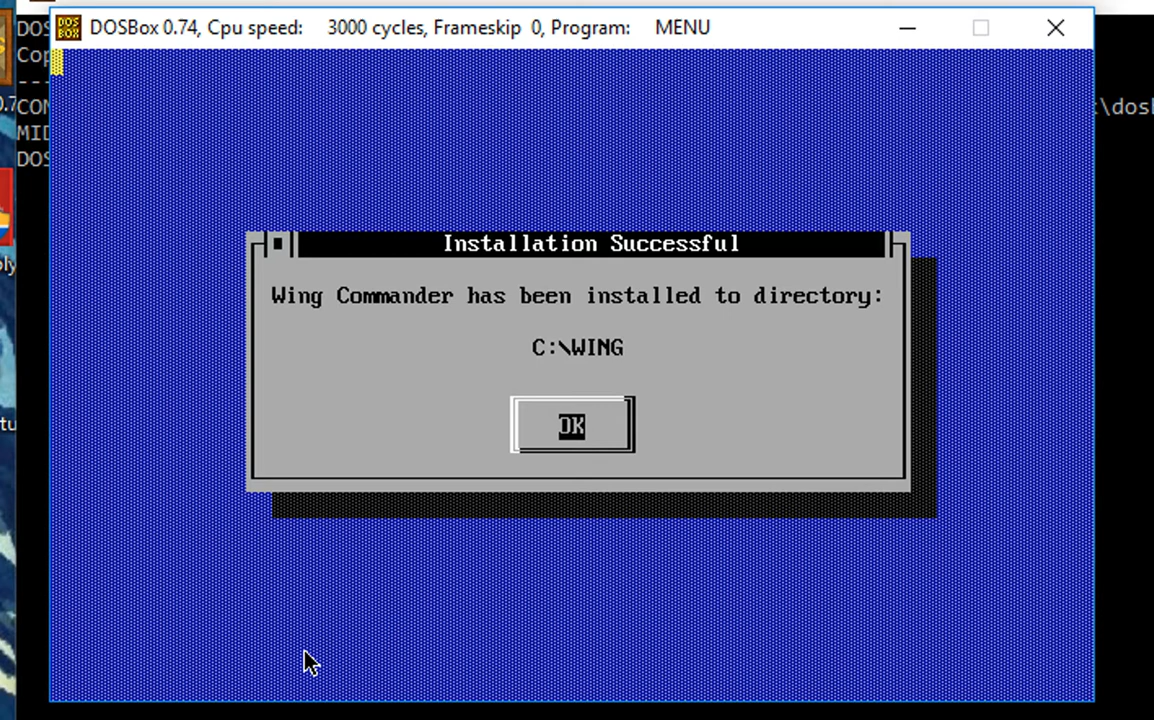 DOSBox 0.74, Cpu speed: 3000 cycles, Frameskip 0, Program: MENU
Installation Successful
Wing Commander has been installed to directory:
C:\WING
OK